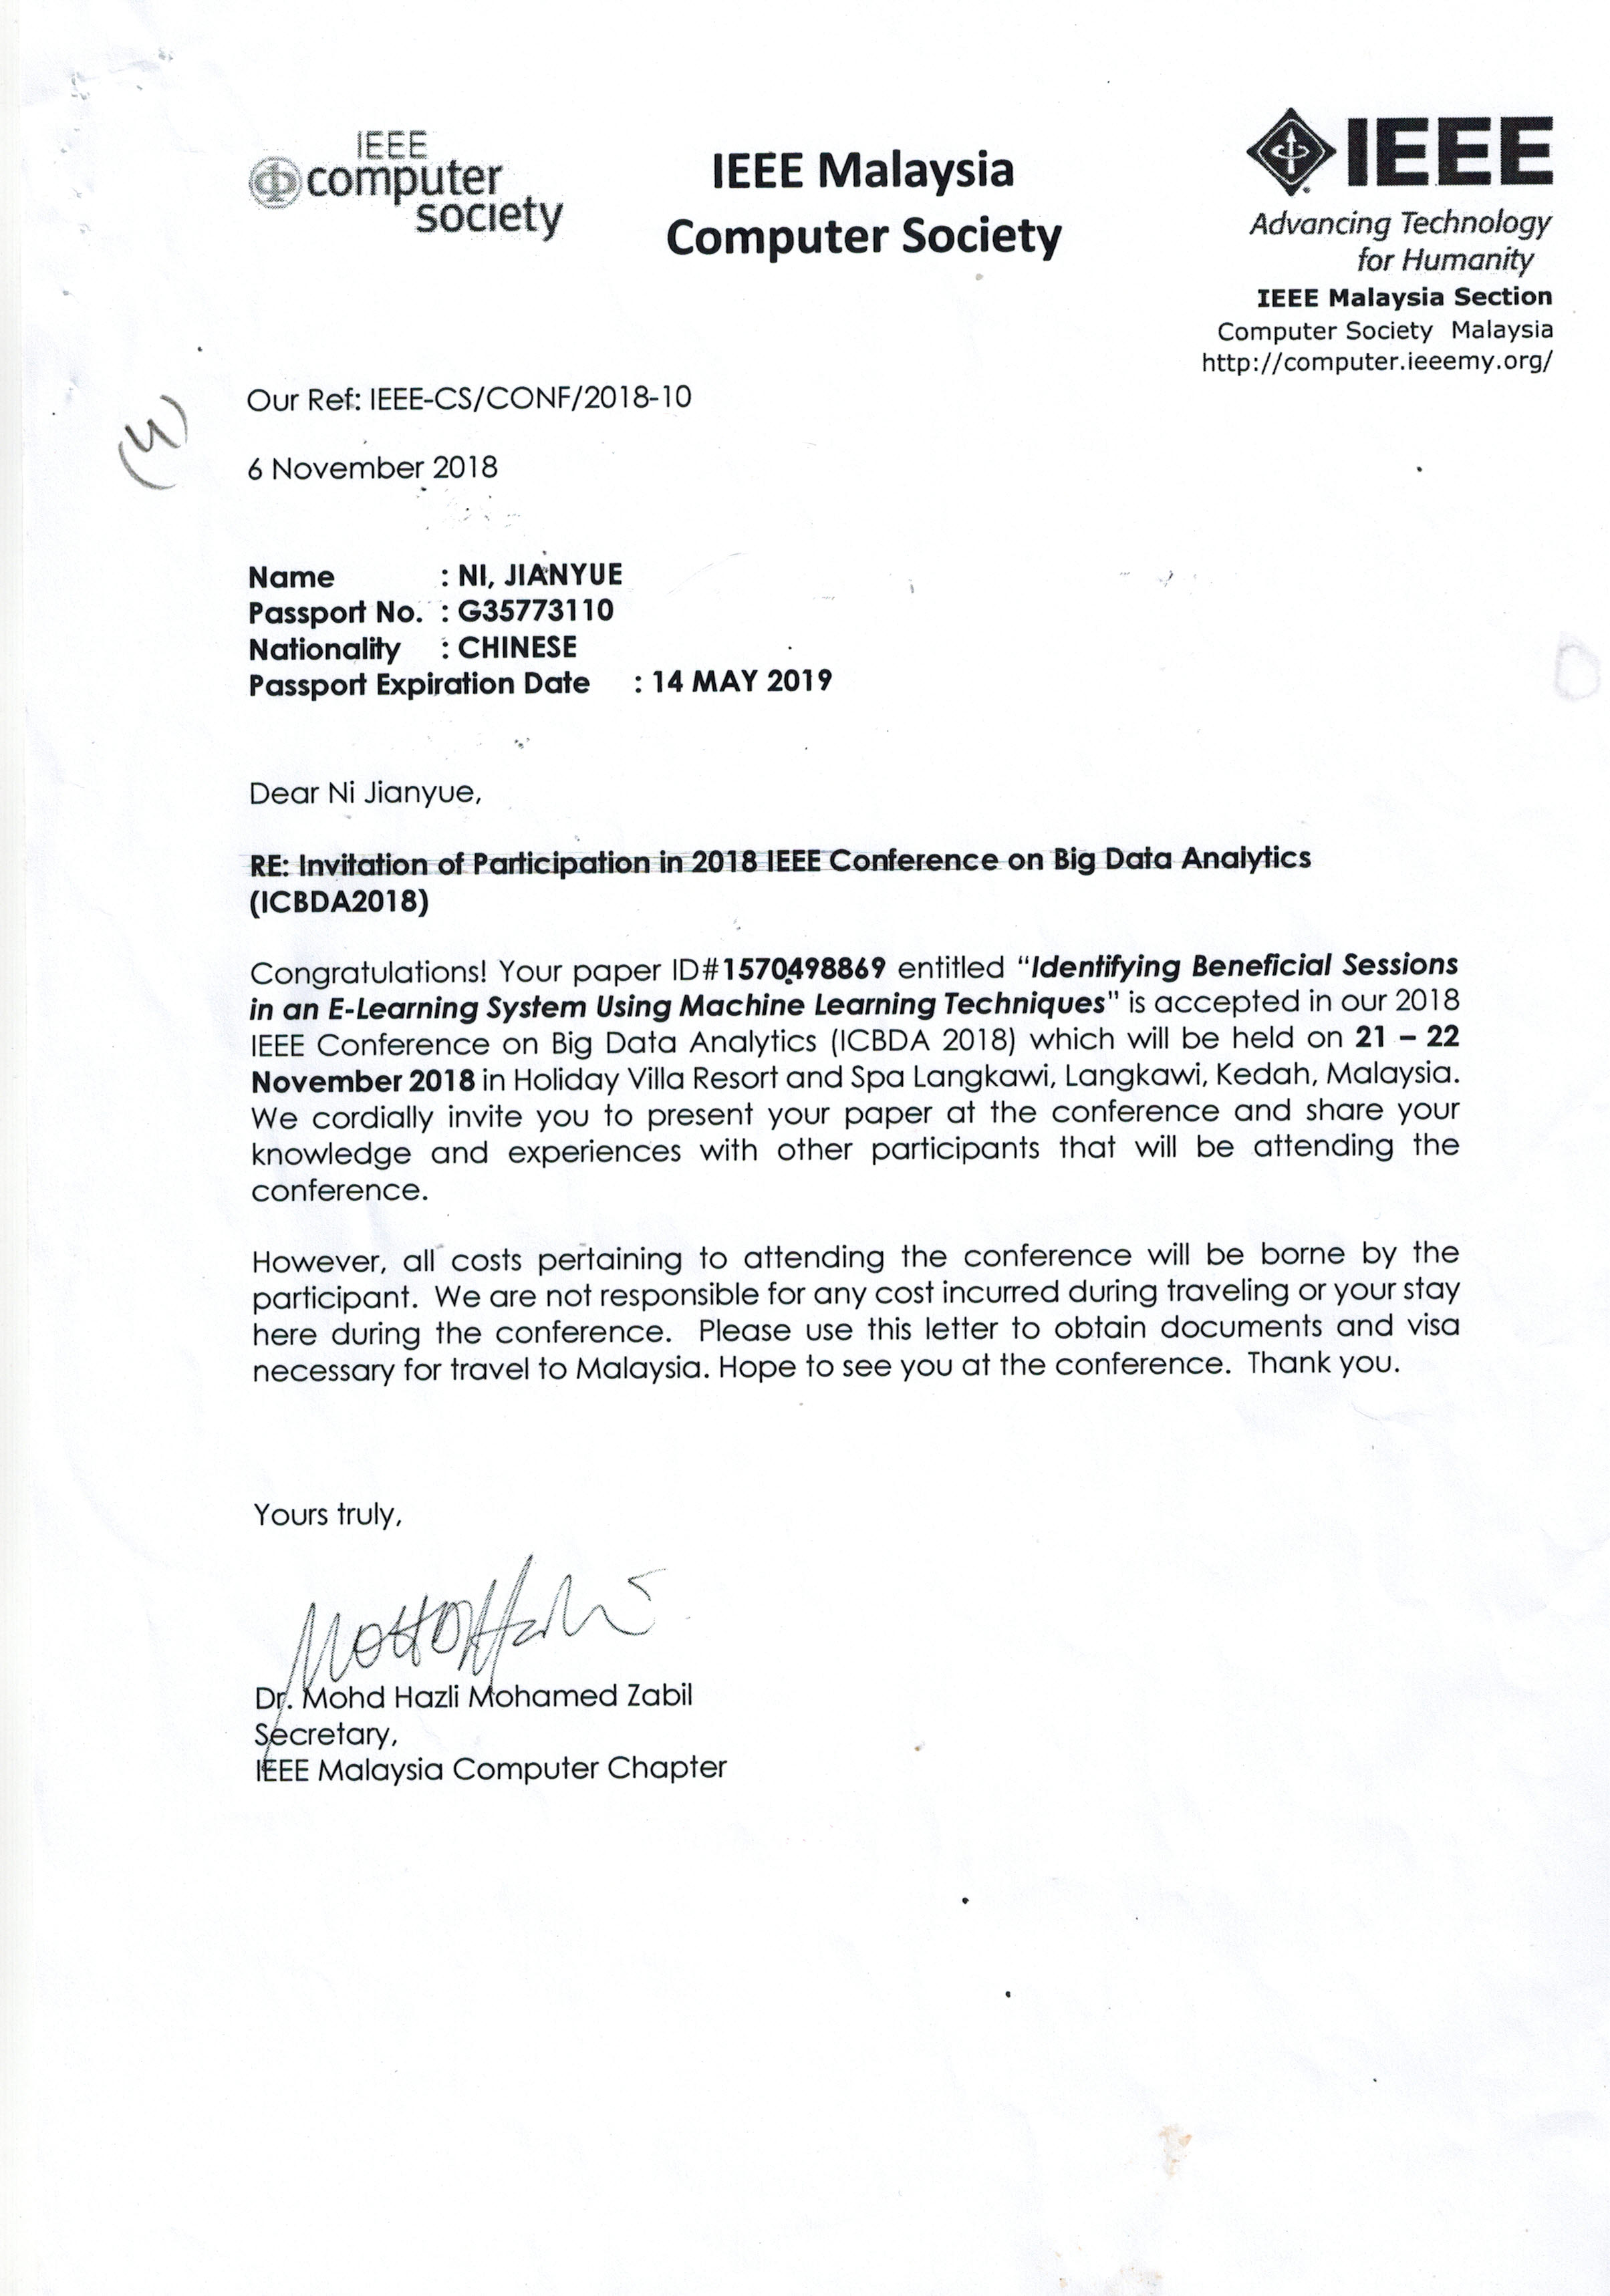 IEEE
computer
society
IEEE Malaysia
Computer Society
IEEE
Advancing Technology
for Humanity
IEEE Malaysia Section
Computer Society Malaysia
http://computer.ieeemy.org/
Our Ref: IEEE-CS/CONF/2018-10
6 November 2018
Name : NI, JIANYUE
Passport No. : G35773110
Nationality : CHINESE
Passport Expiration Date : 14 MAY 2019
Dear Ni Jianyue,
RE: Invitation of Participation in 2018 IEEE Conference on Big Data Analytics
(ICBDA2018)
Congratulations! Your paper ID#1570498869 entitled “Identifying Beneficial Sessions
in an E-Learning System Using Machine Learning Techniques" is accepted in our 2018
IEEE Conference on Big Data Analytics (ICBDA 2018) which will be held on 21 – 22
November 2018 in Holiday Villa Resort and Spa Langkawi, Langkawi, Kedah, Malaysia.
We cordially invite you to present your paper at the conference and share your
knowledge and experiences with other participants that will be attending the
conference.
However, all costs pertaining to attending the conference will be borne by the
participant. We are not responsible for any cost incurred during traveling or your stay
here during the conference. Please use this letter to obtain documents and visa
necessary for travel to Malaysia. Hope to see you at the conference. Thank you.
Yours truly,
Dr. Mohd Hazli Mohamed Zabil
Secretary,
IEEE Malaysia Computer Chapter